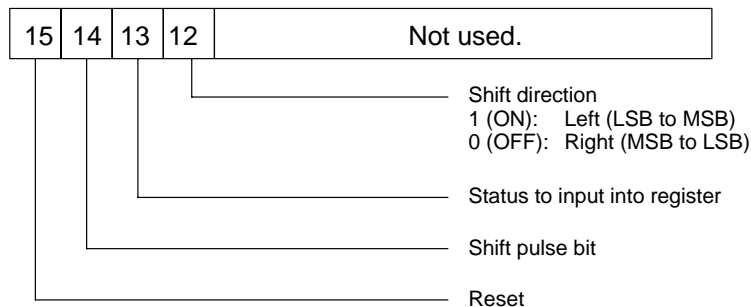 15 14 13 12 Not used.
Shift direction
1 (ON): Left (LSB to MSB)
0 (OFF): Right (MSB to LSB)
Status to input into register
Shift pulse bit
Reset